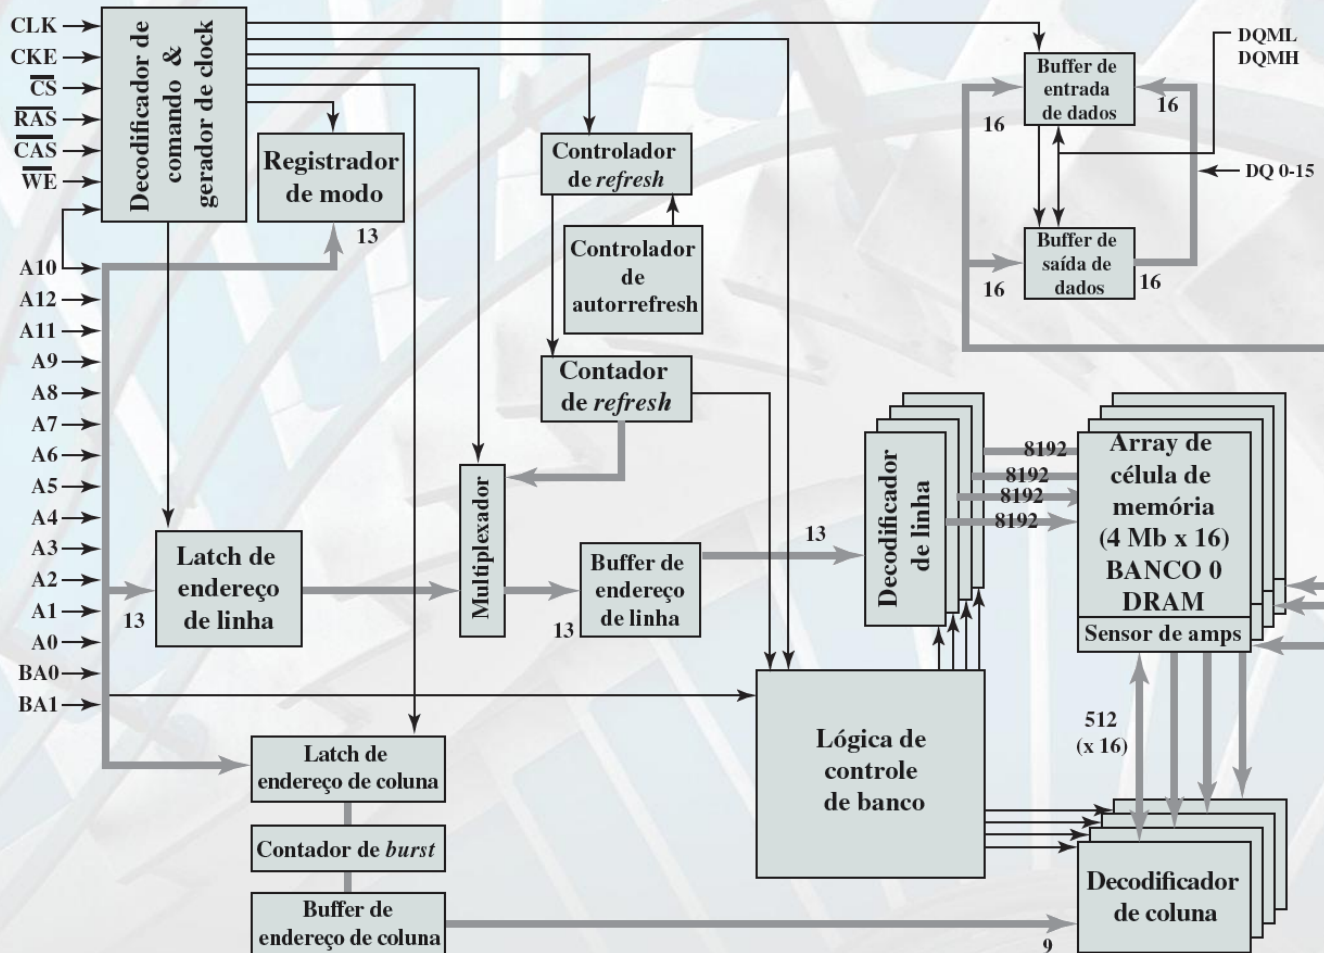 CLK
CKE
CS
RAS
CAS
WE
A10
A12
A11
A9
A8
A7
A6
A5
A4
A3
A2
A1
A0
BA0
BA1
Decodificador de
comando &
gerador de clock
Registrador
de modo
13
Controlador
de refresh
Controlador
de
autorrefresh
Contador
de refresh
Buffer de
entrada
de dados
16
16
DQML
DQMH
DQ 0-15
Buffer de
saída de
dados
16
16
Latch de
endereço
de linha
13
Multiplexador
Buffer de
endereço
de linha
13
13
Decodificador
de linha
8192
8192
8192
8192
Array de
célula de
memória
(4 Mb x 16)
BANCO 0
DRAM
Sensor de amps
Lógica de
controle
de banco
512
(x 16)
Latch de
endereço de coluna
Contador de burst
Buffer de
endereço de coluna
9
Decodificador
de coluna